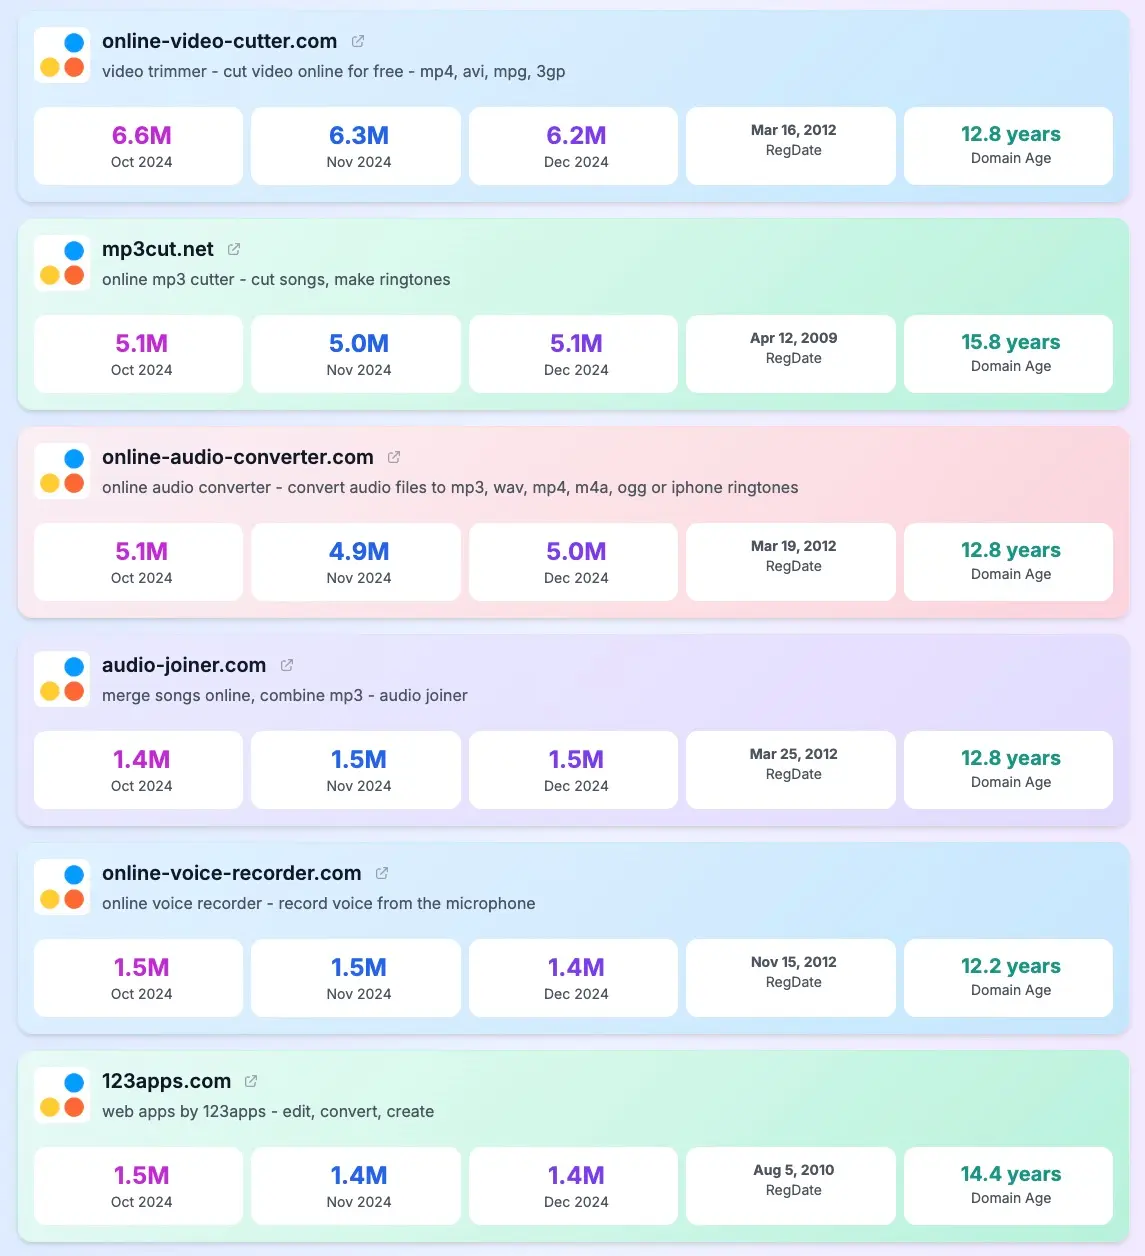 online-video-cutter.com
video trimmer - cut video online for free - mp4, avi, mpg, 3gp
6.6M 6.3M 6.2M Mar 16, 2012 12.8 years
Oct 2024 Nov 2024 Dec 2024 RegDate Domain Age
mp3cut.net
online mp3 cutter - cut songs, make ringtones
5.1M 5.0M 5.1M Apr 12, 2009 15.8 years
Oct 2024 Nov 2024 Dec 2024 RegDate Domain Age
online-audio-converter.com
online audio converter - convert audio files to mp3, wav, mp4, m4a, ogg or iphone ringtones
5.1M 4.9M 5.0M Mar 19, 2012 12.8 years
Oct 2024 Nov 2024 Dec 2024 RegDate Domain Age
audio-joiner.com
merge songs online, combine mp3 - audio joiner
1.4M 1.5M 1.5M Mar 25, 2012 12.8 years
Oct 2024 Nov 2024 Dec 2024 RegDate Domain Age
online-voice-recorder.com
online voice recorder - record voice from the microphone
1.5M 1.5M 1.4M Nov 15, 2012 12.2 years
Oct 2024 Nov 2024 Dec 2024 RegDate Domain Age
123apps.com
web apps by 123apps - edit, convert, create
1.5M 1.4M 1.4M Aug 5, 2010 14.4 years
Oct 2024 Nov 2024 Dec 2024 RegDate Domain Age